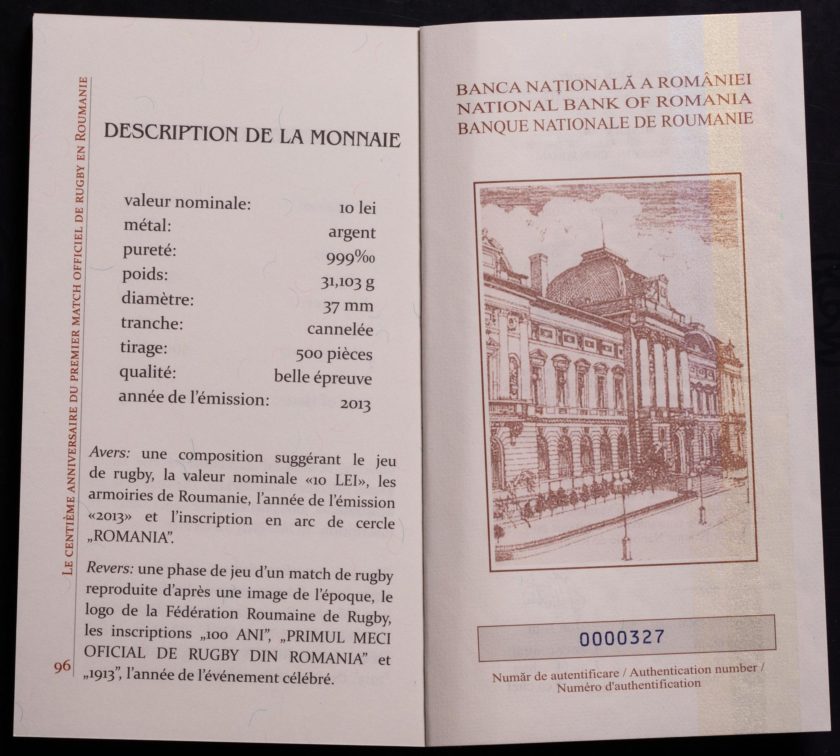 LE CENTIÈME ANNIVERSAIRE DU PREMIER MATCH OFFICIEL DE RUGBY EN ROUMANIE
DESCRIPTION DE LA MONNAIE
valeur nominale: 10 lei
métal: argent
pureté: 999‰
poids: 31,103 g
diamètre: 37 mm
tranche: cannelée
tirage: 500 pièces
qualité: belle épreuve
année de l'émission: 2013
Avers: une composition suggérant le jeu
de rugby, la valeur nominale «10 LEI», les
armoiries de Roumanie, l'année de l'émission
«2013» et l'inscription en arc de cercle
„ROMANIA”.
Revers: une phase de jeu d'un match de rugby
reproduite d'après une image de l'époque, le
logo de la Fédération Roumaine de Rugby,
les inscriptions „100 ANI”, „PRIMUL MECI
OFICIAL DE RUGBY DIN ROMANIA” et
„1913”, l'année de l'événement célébré.
96
BANCA NAȚIONALĂ A ROMÂNIEI
NATIONAL BANK OF ROMANIA
BANQUE NATIONALE DE ROUMANIE
0000327
Număr de autentificare / Authentication number /
Numéro d'authentification